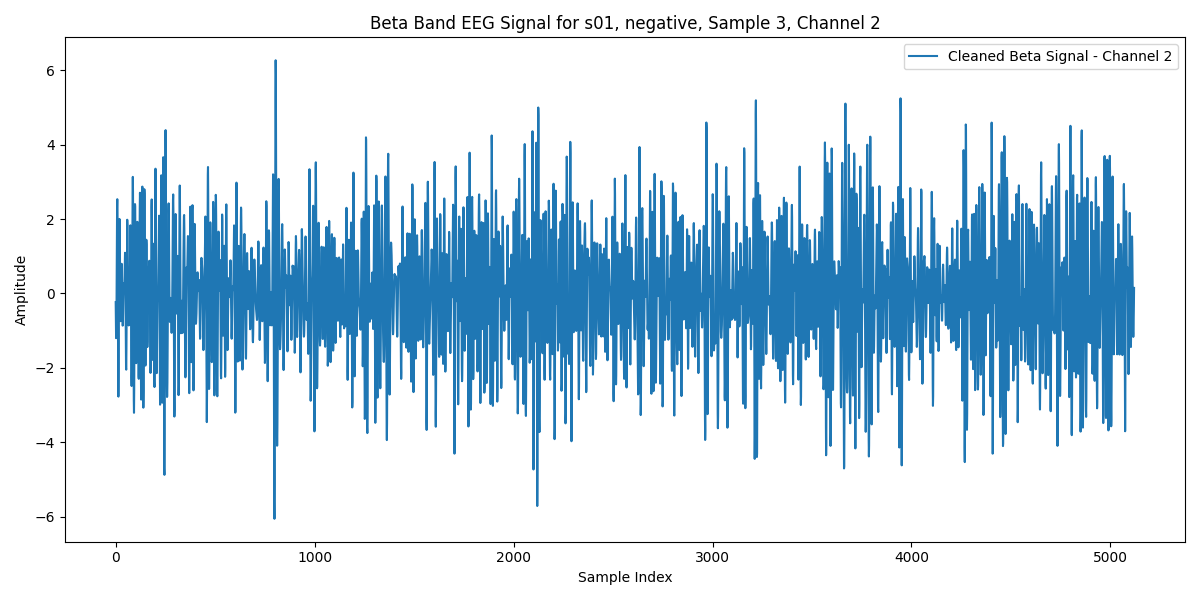 Beta Band EEG Signal for s01, negative, Sample 3, Channel 2
Cleaned Beta Signal - Channel 2
Amplitude
6
4
2
0
−2
−4
−6
0 1000 2000 3000 4000 5000
Sample Index